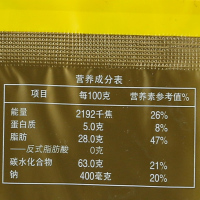 营养成分表
项目 每100克 营养素参考值%
能量 2192千焦 26%
蛋白质 5.0克 8%
脂肪 28.0克 47%
——反式脂肪酸 0克
碳水化合物 63.0克 21%
钠 400毫克 20%